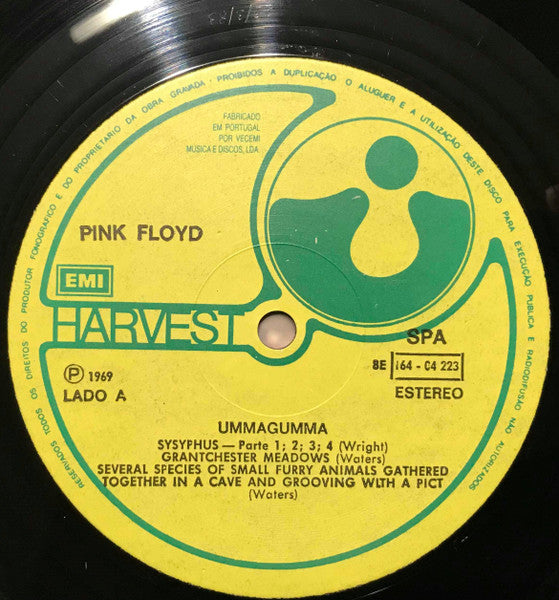 RESERVADOS TODOS OS DIREITOS DO PRODUTOR FONOGRAFICO E DO PROPRIETARIO DA OBRA GRAVADA · PROIBIDOS A DUPLICAÇÃO O ALUGUER E A UTILIZAÇÃO DESTE DISCO PARA EXECUÇÃO PUBLICA E RADIODIFUSÃO NÃO AUTORIZADOS
FABRICADO
EM PORTUGAL
POR VECEMI
MUSICA E DISCOS, LDA.
PINK FLOYD
EMI
HARVEST
SPA
8E 164 - 04 223
ESTEREO
Ⓟ 1969
LADO A
UMMAGUMMA
SYSYPHUS — Parte 1; 2; 3; 4 (Wright)
GRANTCHESTER MEADOWS (Waters)
SEVERAL SPECIES OF SMALL FURRY ANIMALS GATHERED
TOGETHER IN A CAVE AND GROOVING WITH A PICT
(Waters)